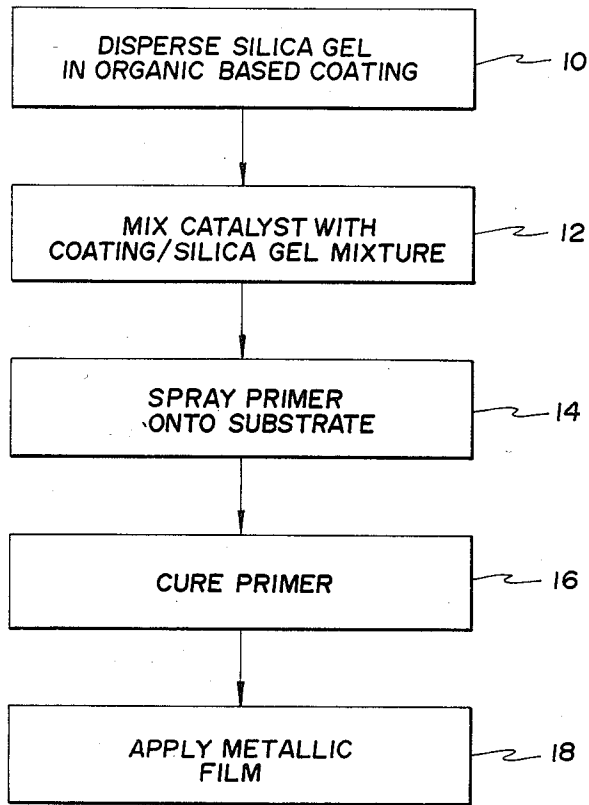 DISPERSE SILICA GEL
IN ORGANIC BASED COATING
10
MIX CATALYST WITH
COATING/SILICA GEL MIXTURE
12
SPRAY PRIMER
ONTO SUBSTRATE
14
CURE PRIMER
16
APPLY METALLIC
FILM
18